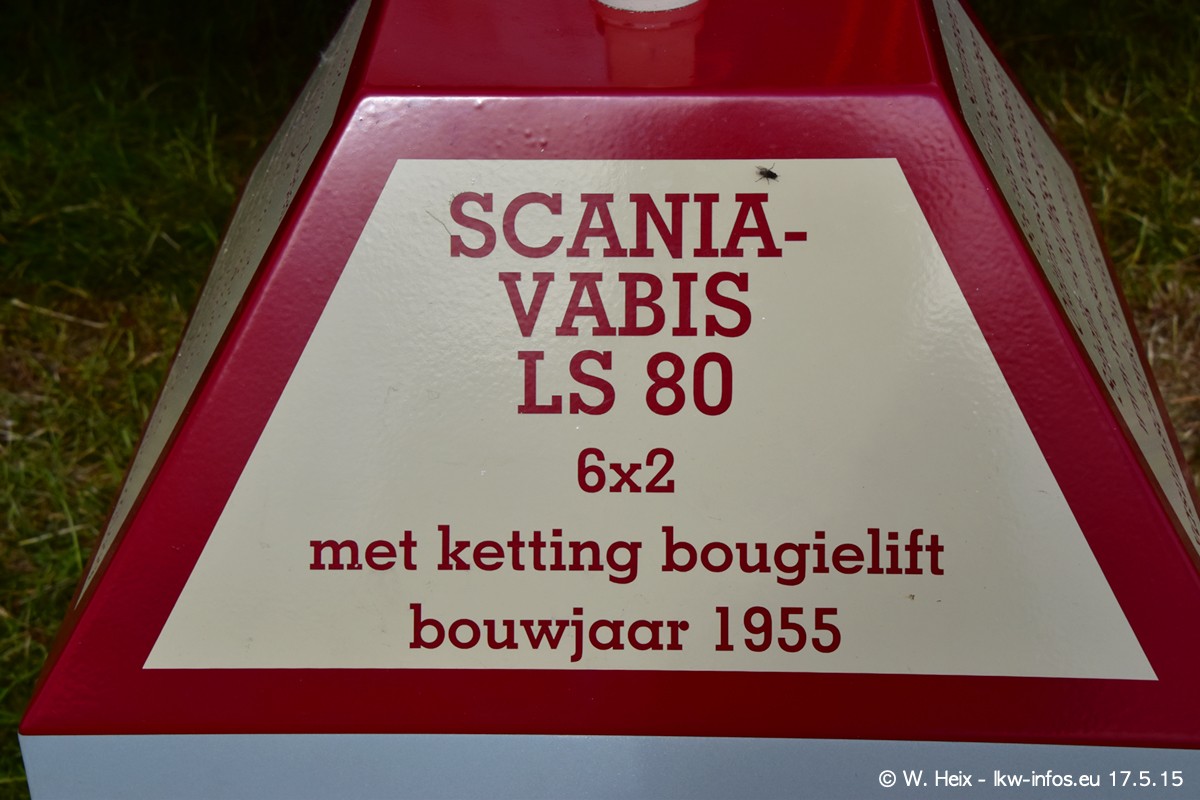 SCANIA-
VABIS
LS 80
6x2
met ketting bougielift
bouwjaar 1955
© W. Heix - lkw-infos.eu 17.5.15